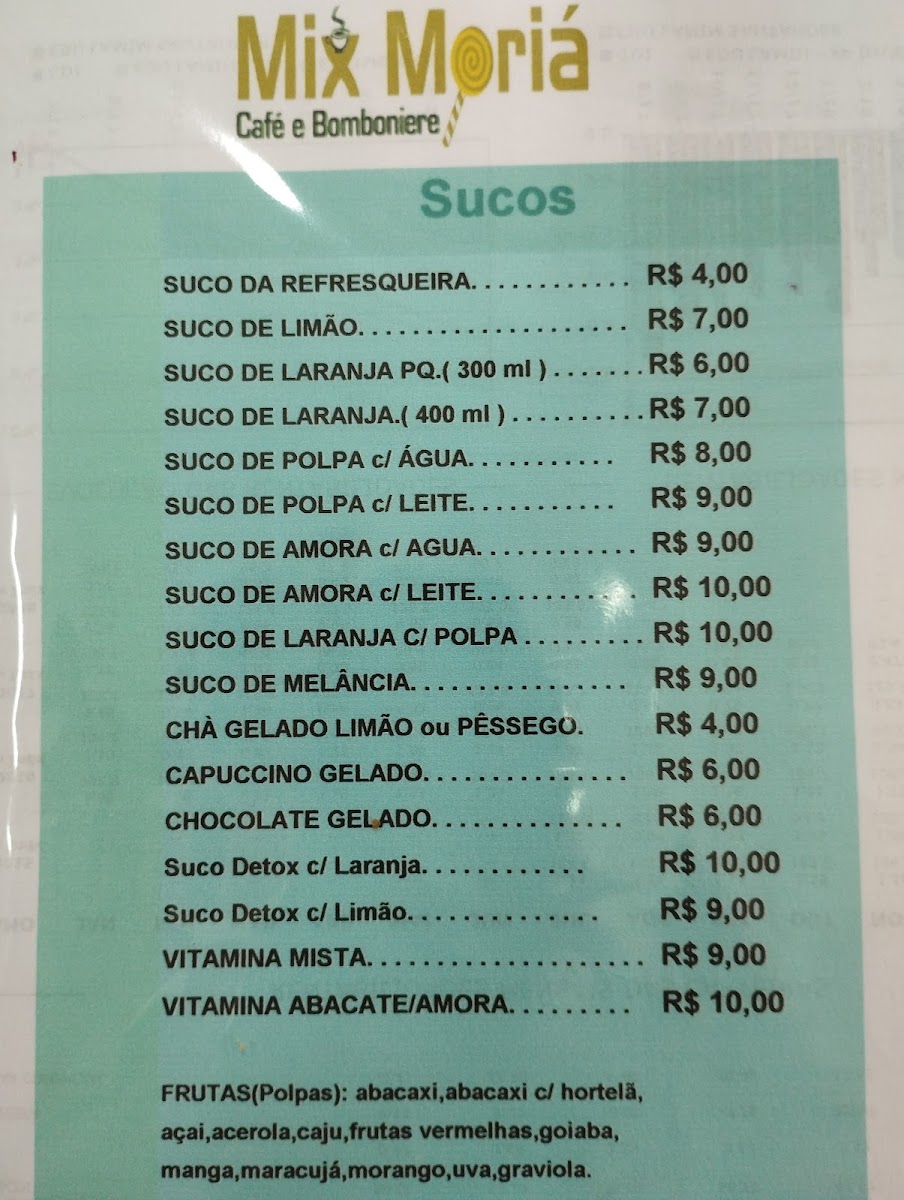 Mix Moriá
Café e Bomboniere
Sucos
SUCO DA REFRESQUEIRA. . . . . . . . . . . . R$ 4,00
SUCO DE LIMÃO. . . . . . . . . . . . . . . . . . . . R$ 7,00
SUCO DE LARANJA PQ.( 300 ml ) . . . . . . . R$ 6,00
SUCO DE LARANJA.( 400 ml ) . . . . . . . . . . R$ 7,00
SUCO DE POLPA c/ ÁGUA. . . . . . . . . . . R$ 8,00
SUCO DE POLPA c/ LEITE. . . . . . . . . . . R$ 9,00
SUCO DE AMORA c/ AGUA. . . . . . . . . . . . R$ 9,00
SUCO DE AMORA c/ LEITE. . . . . . . . . . . . R$ 10,00
SUCO DE LARANJA C/ POLPA . . . . . . . . . R$ 10,00
SUCO DE MELÂNCIA. . . . . . . . . . . . . . . . R$ 9,00
CHÀ GELADO LIMÃO ou PÊSSEGO. R$ 4,00
CAPUCCINO GELADO. . . . . . . . . . . . . . . R$ 6,00
CHOCOLATE GELADO. . . . . . . . . . . . . . R$ 6,00
Suco Detox c/ Laranja. . . . . . . . . . . . R$ 10,00
Suco Detox c/ Limão. . . . . . . . . . . . . . R$ 9,00
VITAMINA MISTA. . . . . . . . . . . . . . . . . . . . R$ 9,00
VITAMINA ABACATE/AMORA. . . . . . . . . R$ 10,00
FRUTAS(Polpas): abacaxi,abacaxi c/ hortelã,
açai,acerola,caju,frutas vermelhas,goiaba,
manga,maracujá,morango,uva,graviola.